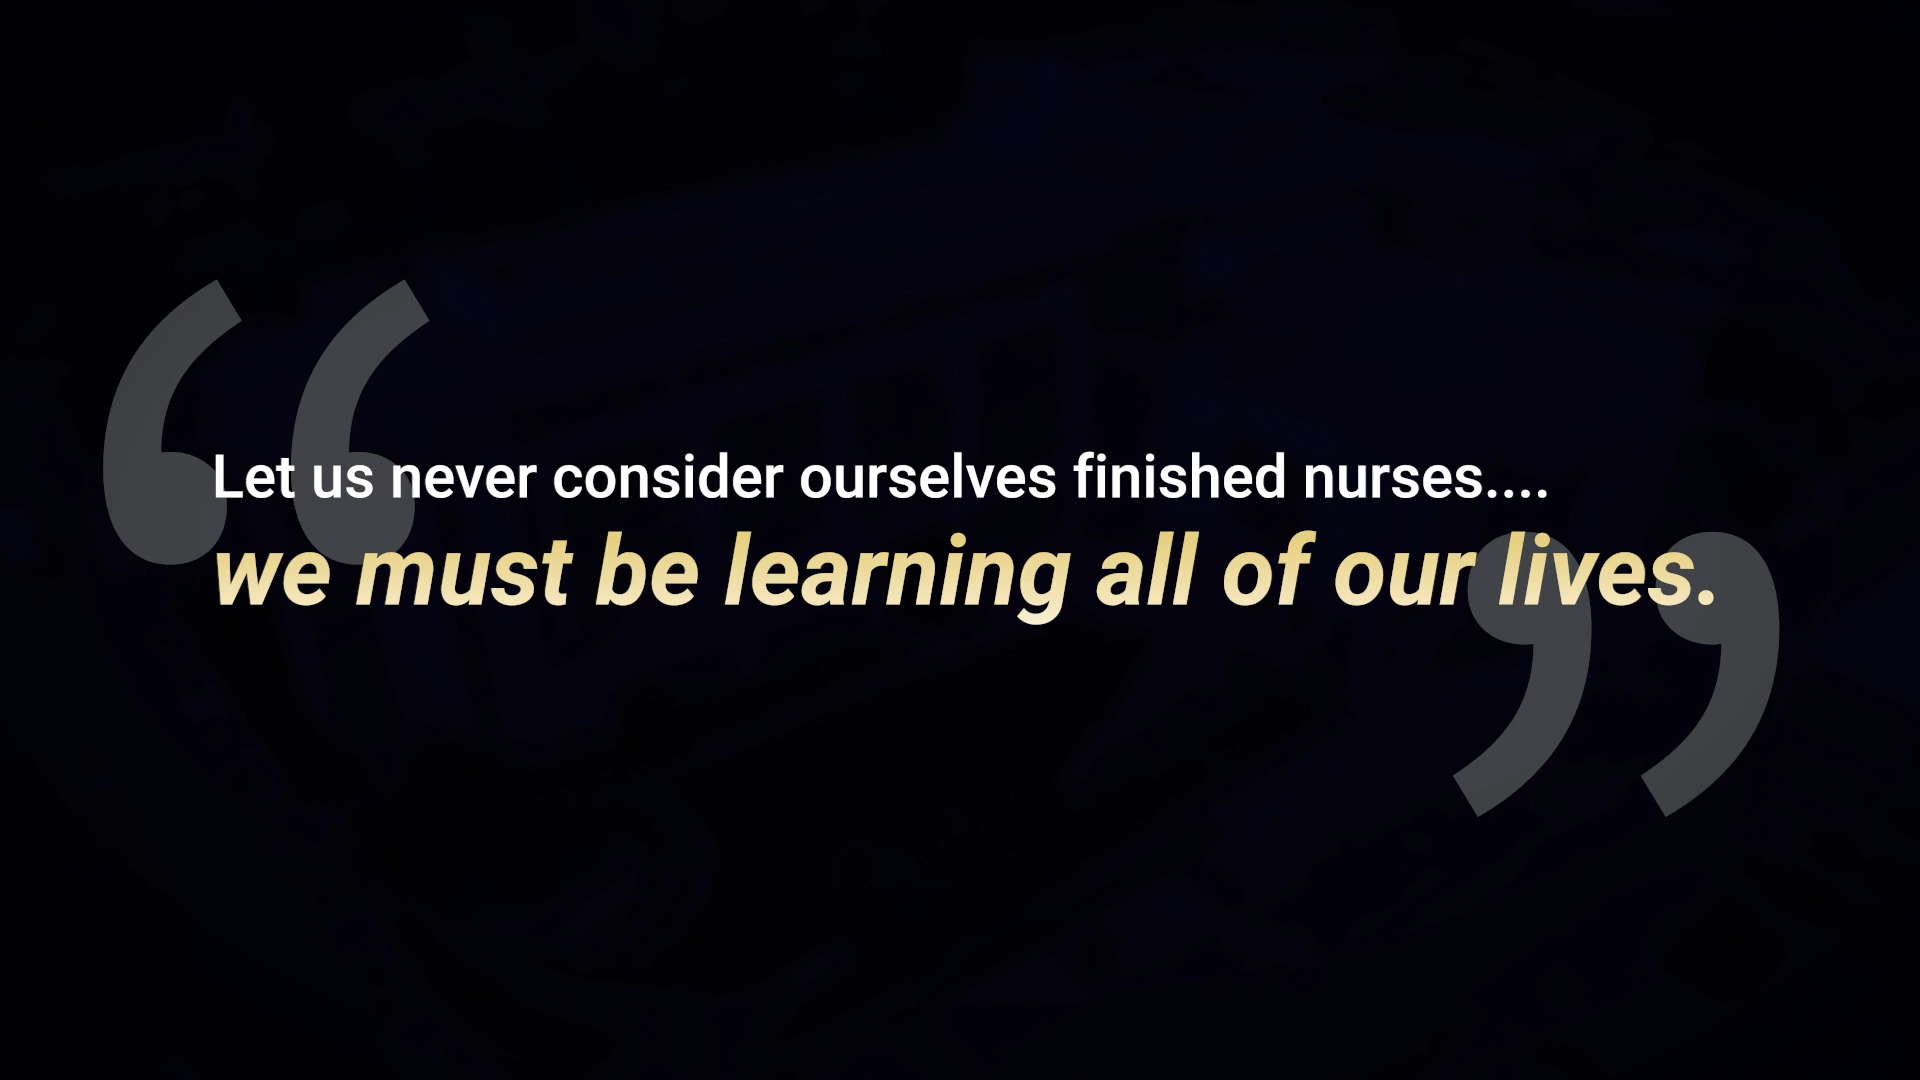 Let us never consider ourselves finished nurses....
we must be learning all of our lives.